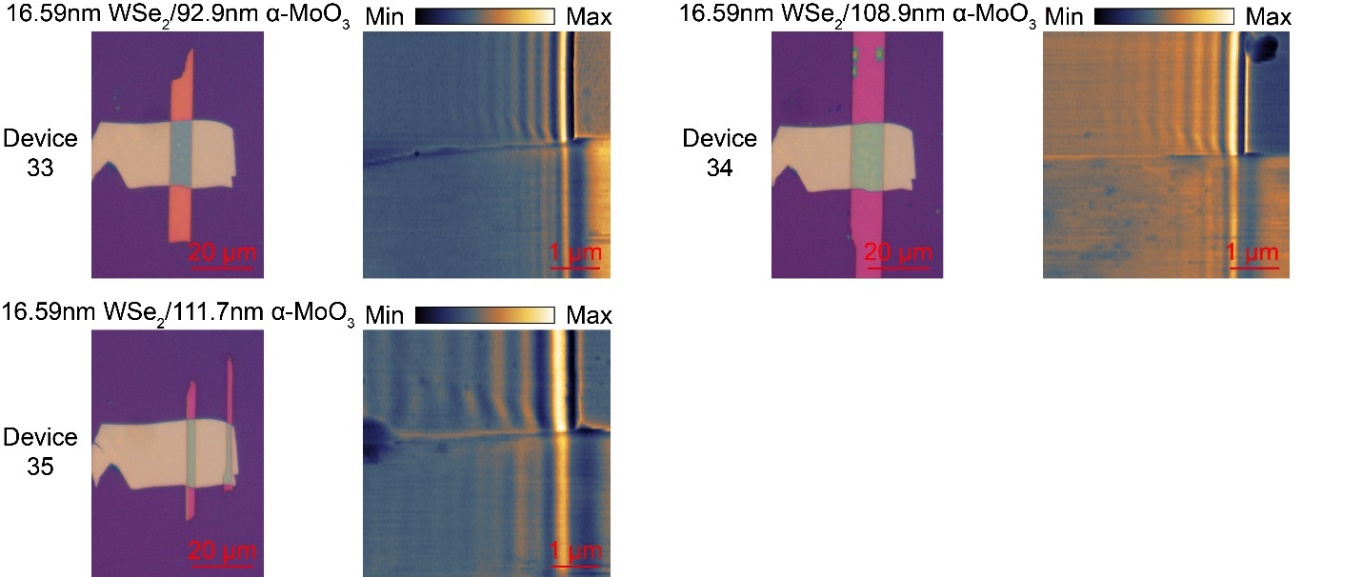 16.59nm WSe₂/92.9nm α-MoO₃ Min Max
Device
33
20 μm
1 μm
16.59nm WSe₂/108.9nm α-MoO₃ Min Max
Device
34
20 μm
1 μm
16.59nm WSe₂/111.7nm α-MoO₃ Min Max
Device
35
20 μm
1 μm